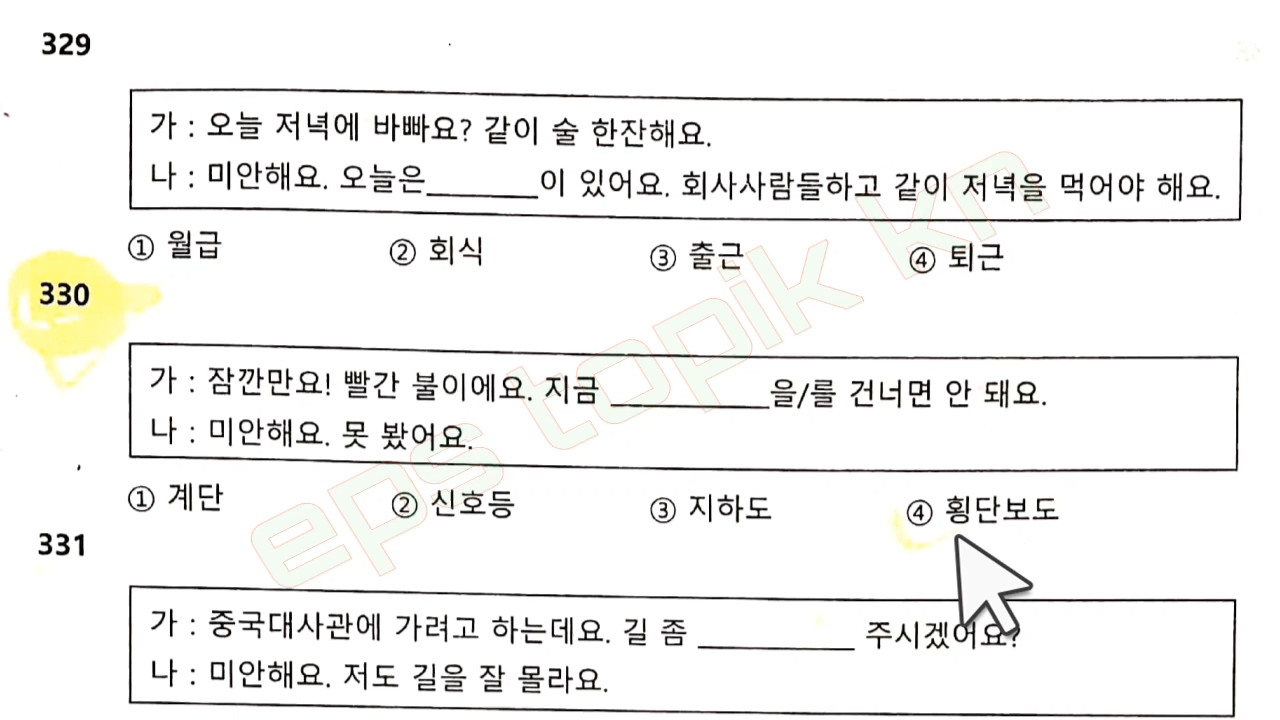 329
가 : 오늘 저녁에 바빠요? 같이 술 한잔해요.
나 : 미안해요. 오늘은________이 있어요. 회사사람들하고 같이 저녁을 먹어야 해요.
① 월급 ② 회식 ③ 출근 ④ 퇴근
330
가 : 잠깐만요! 빨간 불이에요. 지금 ___________을/를 건너면 안 돼요.
나 : 미안해요. 못 봤어요.
① 계단 ② 신호등 ③ 지하도 ④ 횡단보도
331
가 : 중국대사관에 가려고 하는데요. 길 좀 ___________ 주시겠어요?
나 : 미안해요. 저도 길을 잘 몰라요.
eps topik kn